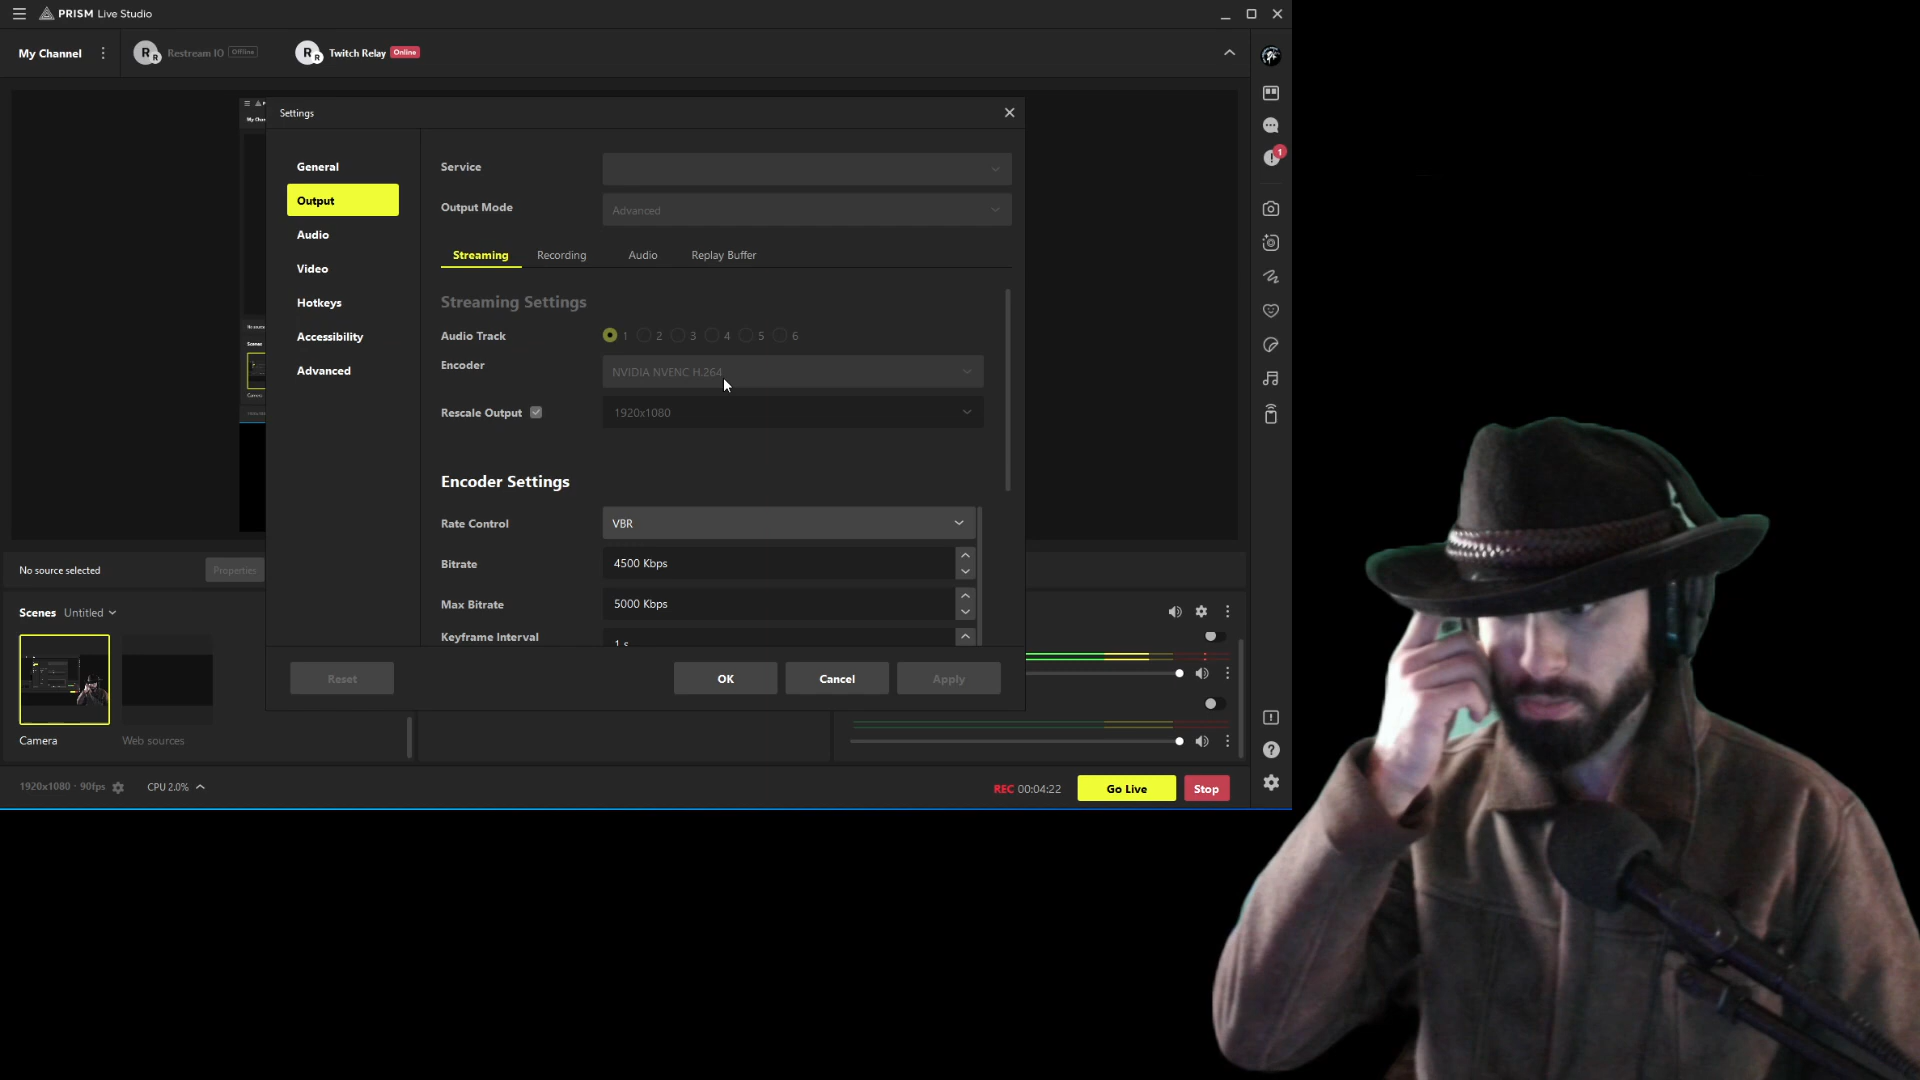 PRISM Live Studio
My Channel
Restream IO Offline
Twitch Relay Online
Settings
General
Output
Audio
Video
Hotkeys
Accessibility
Advanced
Service
Output Mode
Advanced
Streaming
Recording
Audio
Replay Buffer
Streaming Settings
Audio Track
1 2 3 4 5 6
Encoder
NVIDIA NVENC H.264
Rescale Output
1920x1080
Encoder Settings
Rate Control
VBR
Bitrate
4500 Kbps
Max Bitrate
5000 Kbps
Keyframe Interval
1 s
Reset
OK
Cancel
Apply
1
No source selected
Properties
Scenes Untitled
Camera
Web sources
1920x1080 · 90fps
CPU 2.0%
REC 00:04:22
Go Live
Stop